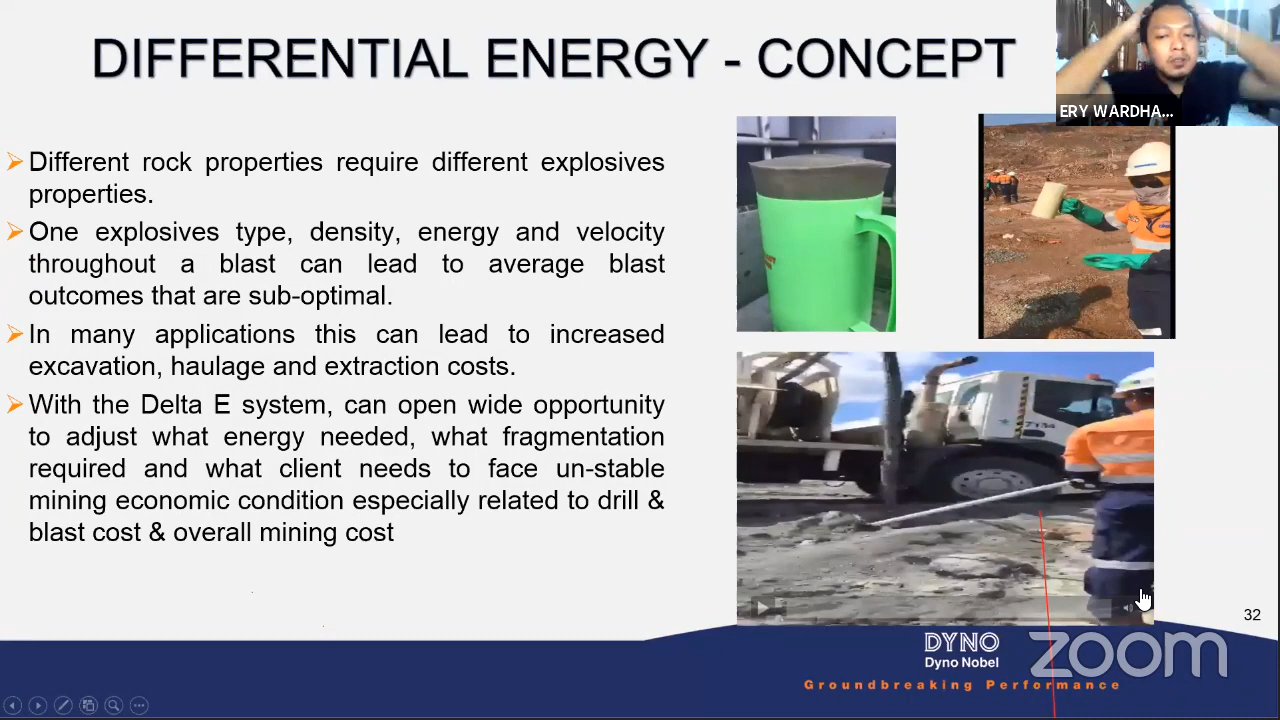 DIFFERENTIAL ENERGY - CONCEPT
ERY WARDHA...
Different rock properties require different explosives
properties.
One explosives type, density, energy and velocity
throughout a blast can lead to average blast
outcomes that are sub-optimal.
In many applications this can lead to increased
excavation, haulage and extraction costs.
With the Delta E system, can open wide opportunity
to adjust what energy needed, what fragmentation
required and what client needs to face un-stable
mining economic condition especially related to drill &
blast cost & overall mining cost
32
DYNO
Dyno Nobel
Groundbreaking Performance
zoom